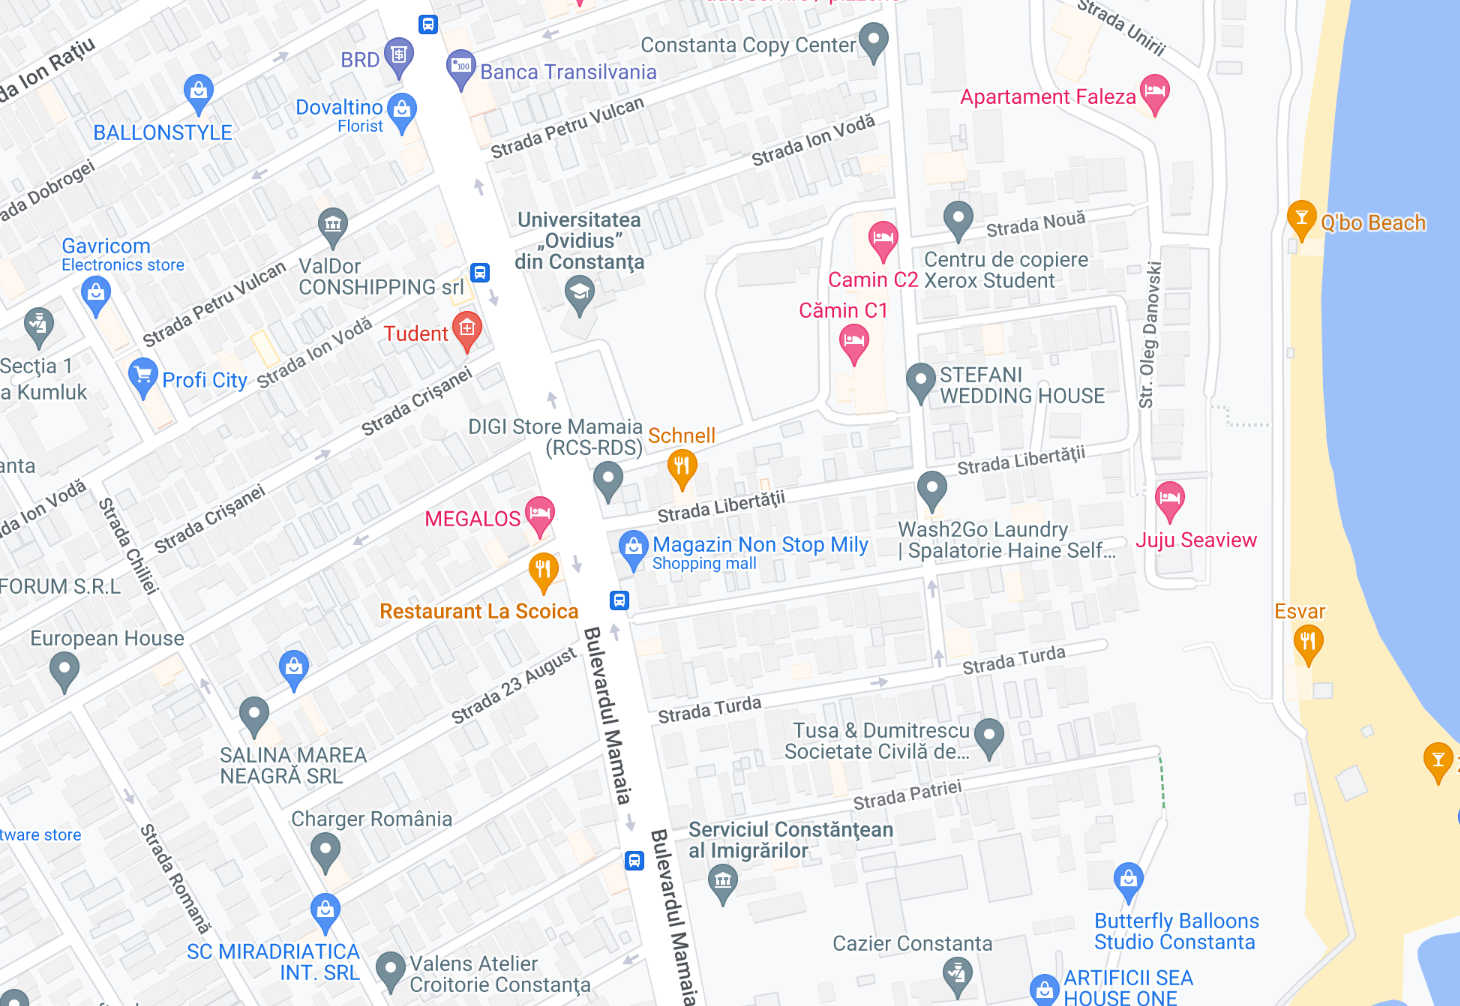 Strada Unirii
da Ion Rațiu
BRD
Constanta Copy Center
Banca Transilvania
Apartament Faleza
Dovaltino
Florist
BALLONSTYLE
Strada Petru Vulcan
Strada Ion Vodă
rada Dobrogei
Universitatea
„Ovidius”
din Constanța
Strada Nouă
Q'bo Beach
Gavricom
Electronics store
ValDor
CONSHIPPING srl
Camin C2
Centru de copiere
Xerox Student
Strada Petru Vulcan
Cămin C1
Str. Oleg Danovski
Tudent
Strada Ion Vodă
Secția 1
a Kumluk
Profi City
STEFANI
WEDDING HOUSE
Strada Crișanei
DIGI Store Mamaia
(RCS-RDS)
Schnell
anta
Strada Libertății
da Ion Vodă
Strada Crișanei
Strada Chiliei
MEGALOS
Strada Libertății
Wash2Go Laundry
| Spalatorie Haine Self...
Juju Seaview
Magazin Non Stop Mily
Shopping mall
FORUM S.R.L
Restaurant La Scoica
Esvar
European House
Strada 23 August
Bulevardul Mamaia
Strada Turda
Strada Turda
SALINA MAREA
NEAGRĂ SRL
Tusa & Dumitrescu
Societate Civilă de...
Strada Patriei
Charger România
tware store
Strada Romană
Serviciul Constănțean
al Imigrărilor
Bulevardul Mamaia
Butterfly Balloons
Studio Constanta
SC MIRADRIATICA
INT. SRL
Valens Atelier
Croitorie Constanța
Cazier Constanta
ARTIFICII SEA
HOUSE ONE